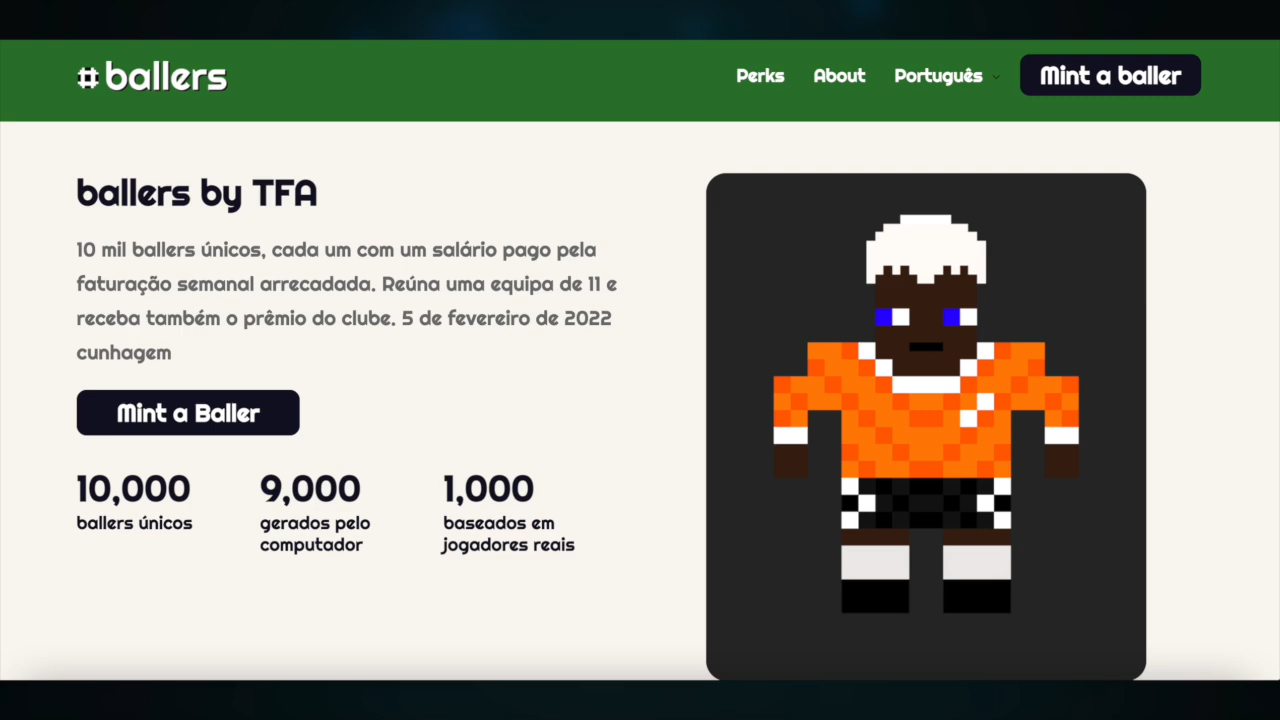 #ballers
Perks
About
Português
Mint a baller
ballers by TFA
10 mil ballers únicos, cada um com um salário pago pela
faturação semanal arrecadada. Reúna uma equipa de 11 e
receba também o prêmio do clube. 5 de fevereiro de 2022
cunhagem
Mint a Baller
10,000
ballers únicos
9,000
gerados pelo
computador
1,000
baseados em
jogadores reais